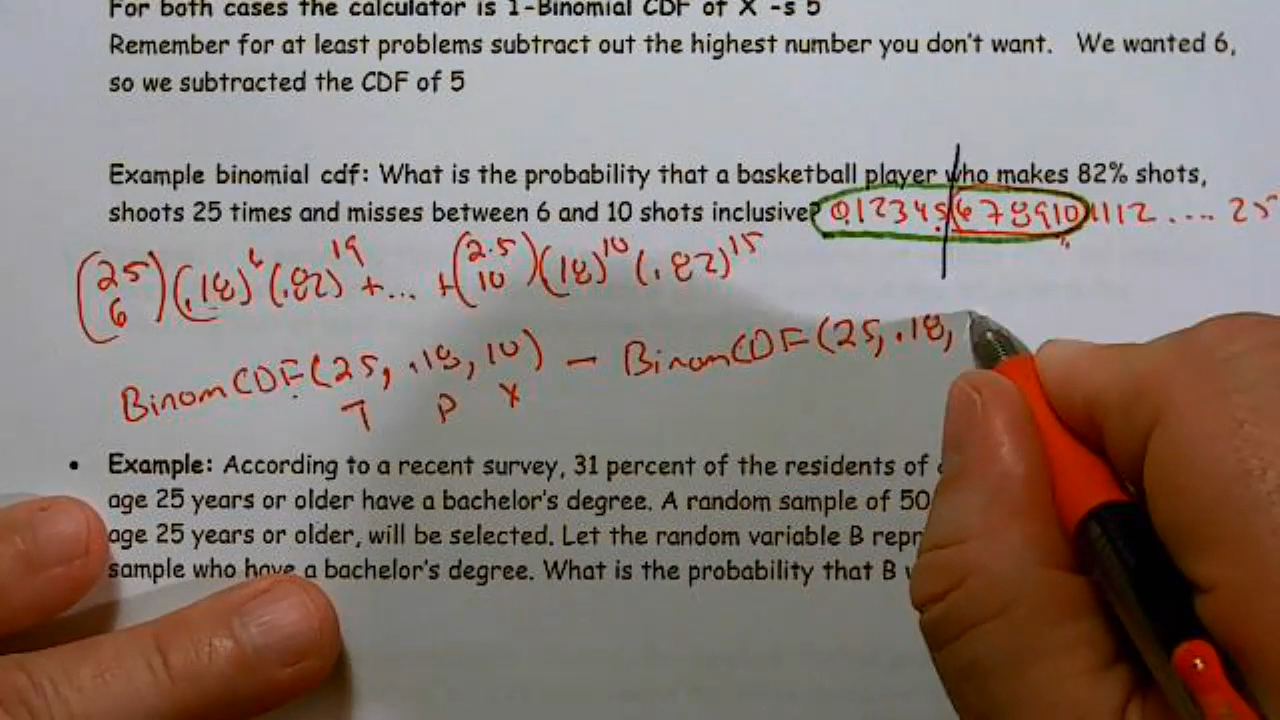 For both cases the calculator is 1-Binomial CDF of X -s 5
Remember for at least problems subtract out the highest number you don't want. We wanted 6,
so we subtracted the CDF of 5
Example binomial cdf: What is the probability that a basketball player who makes 82% shots,
shoots 25 times and misses between 6 and 10 shots inclusive? 0 1 2 3 4 5 6 7 8 9 10 11 12 .... 25
(25 6)(.18)^6 (.82)^19 + ... + (25 10)(18)^10 (.82)^15
BinomCDF(25, .18, 10) - BinomCDF(25, .18,
T P X
• Example: According to a recent survey, 31 percent of the residents of
age 25 years or older have a bachelor's degree. A random sample of 50
age 25 years or older, will be selected. Let the random variable B repr
sample who have a bachelor's degree. What is the probability that B